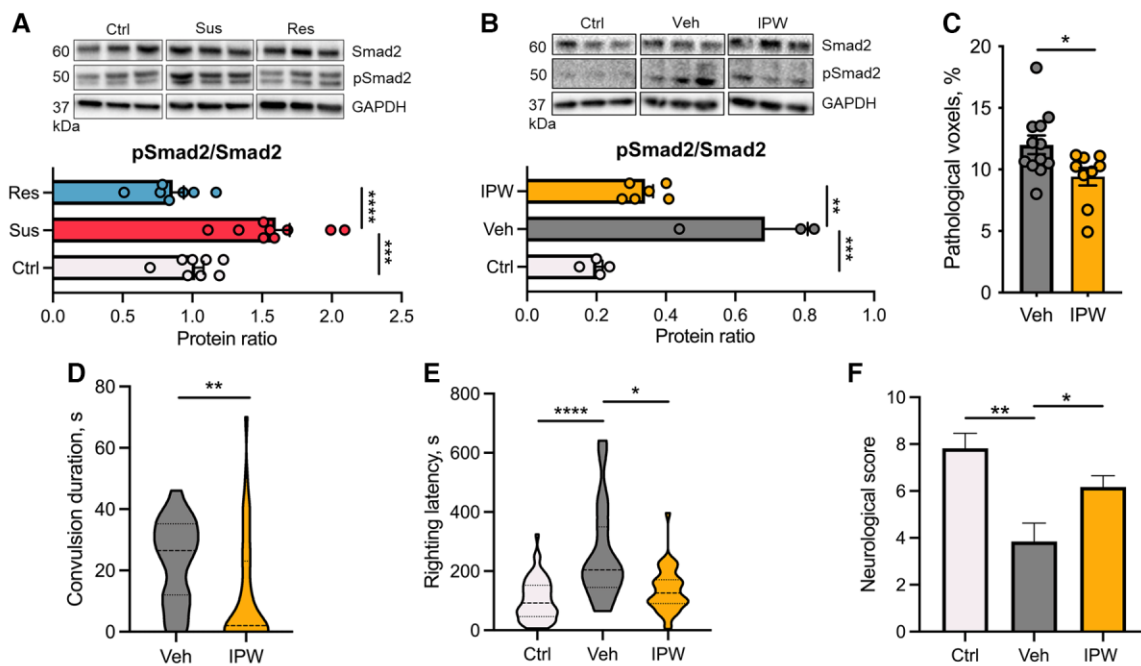 A
Ctrl Sus Res
60 Smad2
50 pSmad2
37 GAPDH
kDa
pSmad2/Smad2
Res
Sus
Ctrl
****
***
0.0 0.5 1.0 1.5 2.0 2.5
Protein ratio
B
Ctrl Veh IPW
60 Smad2
50 pSmad2
37 GAPDH
kDa
pSmad2/Smad2
IPW
Veh
Ctrl
**
***
0.0 0.2 0.4 0.6 0.8 1.0
Protein ratio
C
*
Pathological voxels, %
20
15
10
5
0
Veh IPW
D
**
Convulsion duration, s
80
60
40
20
0
Veh IPW
E
**** *
Righting latency, s
800
600
400
200
0
Ctrl Veh IPW
F
** *
Neurological score
10
8
6
4
2
0
Ctrl Veh IPW